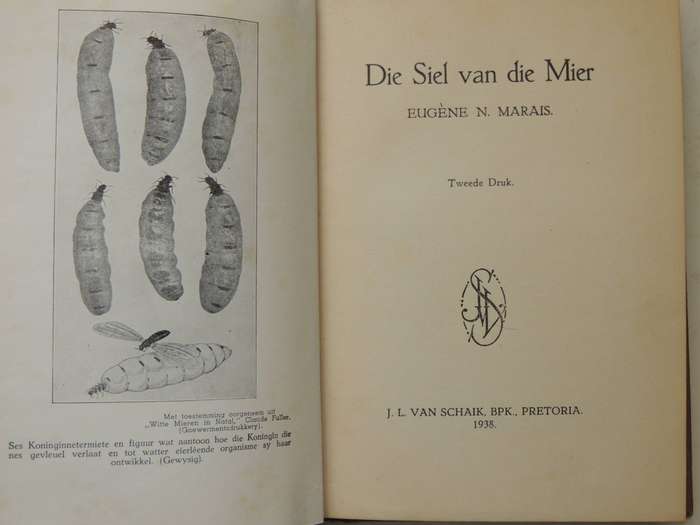 Met toestemming oorgeneem uit
„Witte Mieren in Natal," Claude Fuller.
(Goewermentsdrukkery).
Ses Koninginnetermiete en figuur wat aantoon hoe die Koningin die
nes gevleuel verlaat en tot watter eierlêende organisme sy haar
ontwikkel. (Gewysig).
Die Siel van die Mier
EUGÈNE N. MARAIS.
Tweede Druk.
J. L. VAN SCHAIK, BPK., PRETORIA.
1938.